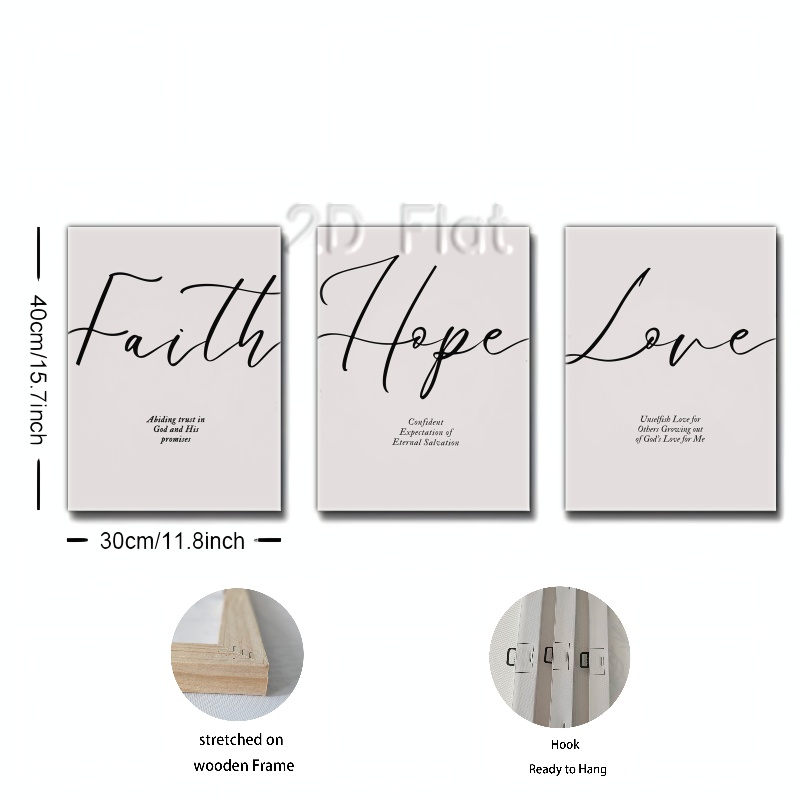 2.D Flat.
40cm/15.7inch
Faith
Abiding trust in
God and His
promises
Hope
Confident
Expectation of
Eternal Salvation
Love
Unselfish Love for
Others Growing out
of God's Love for Me
30cm/11.8inch
stretched on
wooden Frame
Hook
Ready to Hang